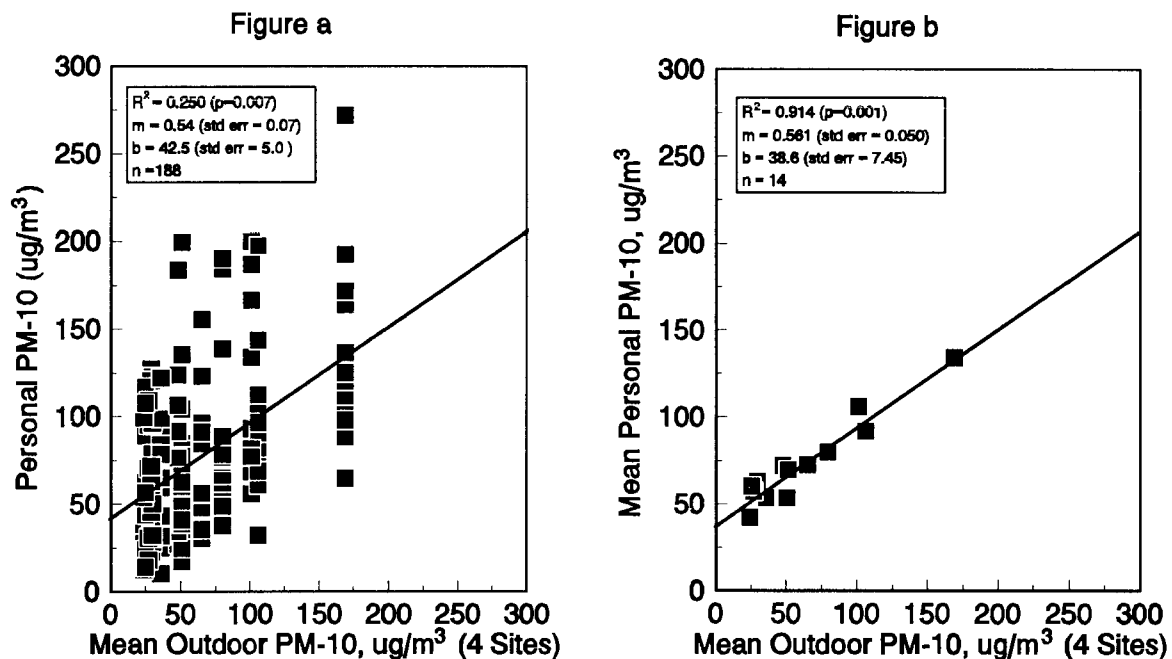 Figure a
R² = 0.250 (p=0.007)
m = 0.54 (std err = 0.07)
b = 42.5 (std err = 5.0 )
n =188
Personal PM-10 (ug/m³)
300
250
200
150
100
50
0
0 50 100 150 200 250 300
Mean Outdoor PM-10, ug/m³ (4 Sites)
Figure b
R² = 0.914 (p=0.001)
m = 0.561 (std err = 0.050)
b = 38.6 (std err = 7.45)
n = 14
Mean Personal PM-10, ug/m³
300
250
200
150
100
50
0
0 50 100 150 200 250 300
Mean Outdoor PM-10, ug/m³ (4 Sites)